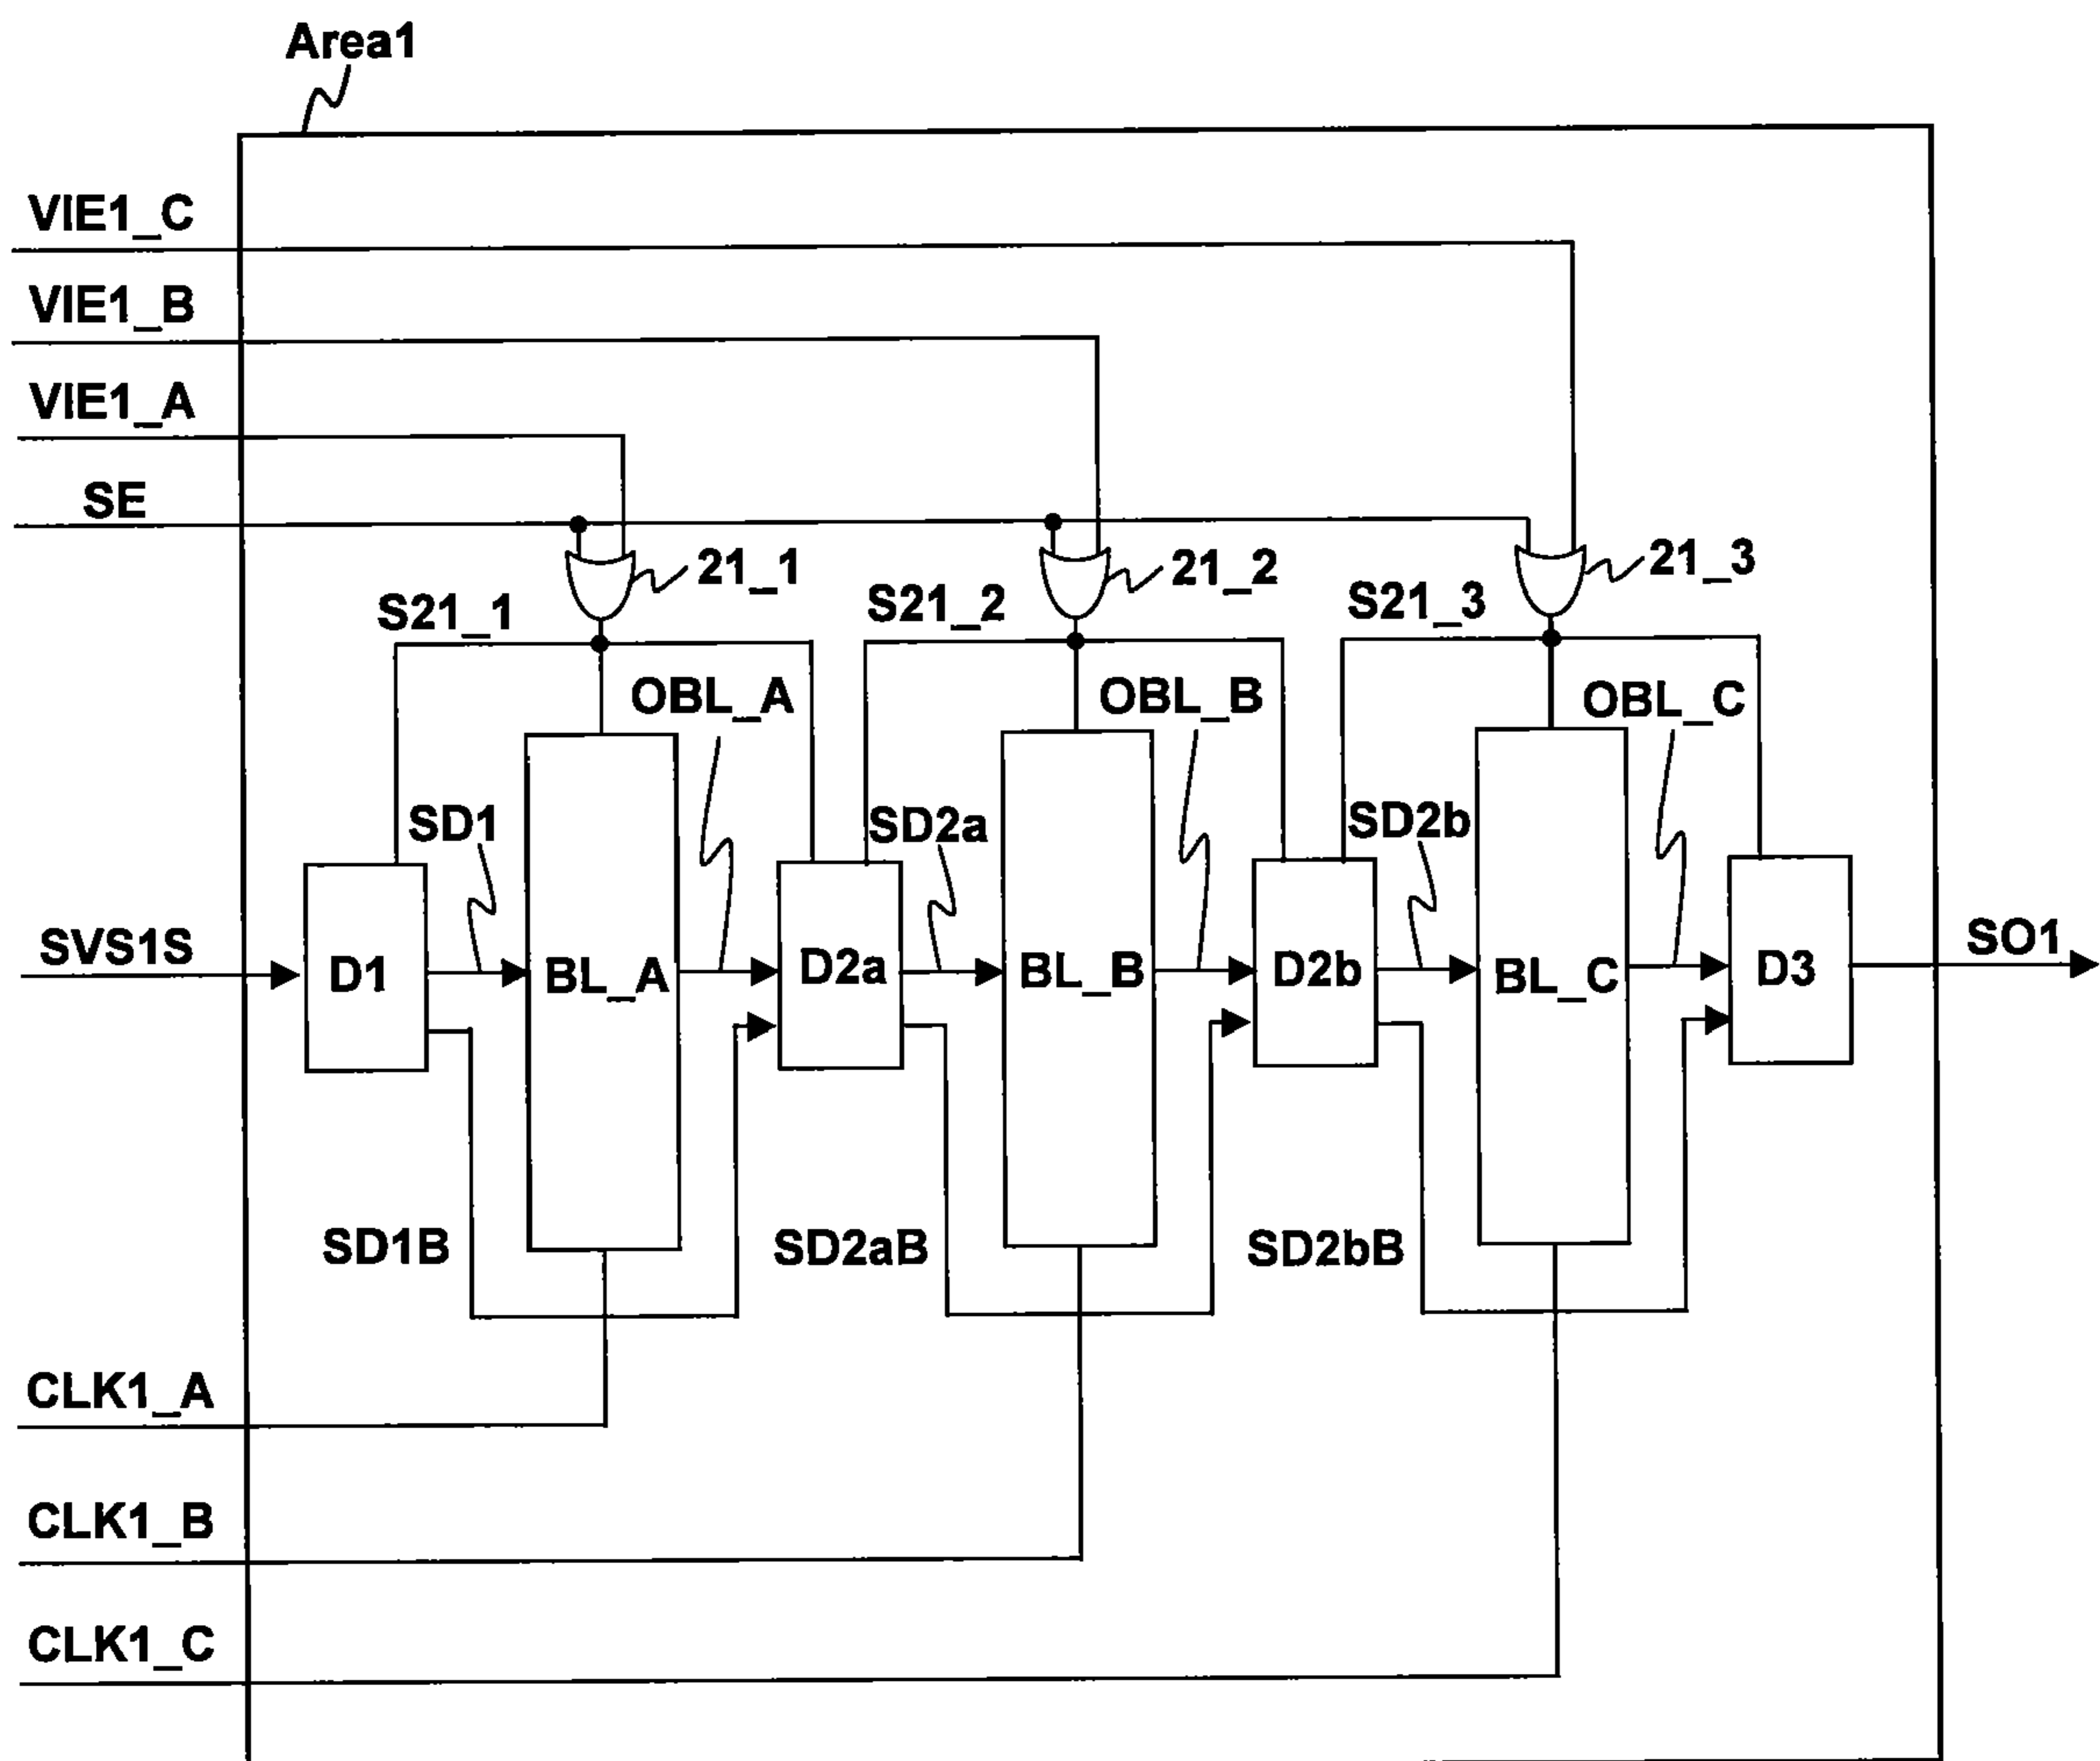 Area1
VIE1_C
VIE1_B
VIE1_A
SE
21_1
21_2
21_3
S21_1
S21_2
S21_3
OBL_A
OBL_B
OBL_C
SD1
SD2a
SD2b
SVS1S
D1
BL_A
D2a
BL_B
D2b
BL_C
D3
SO1
SD1B
SD2aB
SD2bB
CLK1_A
CLK1_B
CLK1_C